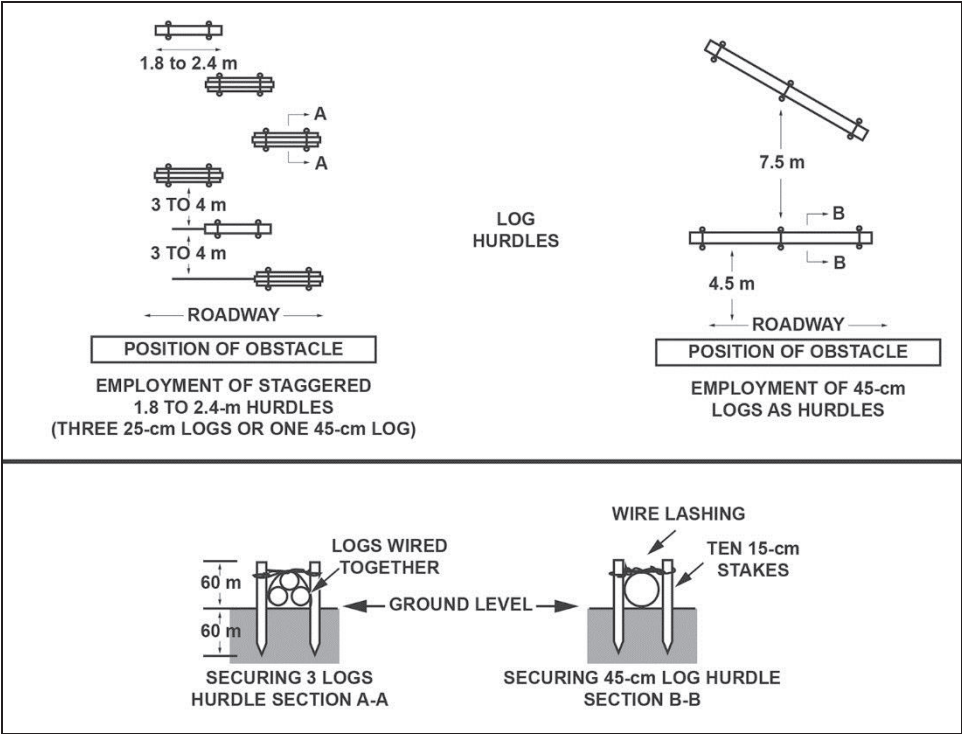 1.8 to 2.4 m
A
A
3 TO 4 m
3 TO 4 m
ROADWAY
POSITION OF OBSTACLE
EMPLOYMENT OF STAGGERED
1.8 TO 2.4-m HURDLES
(THREE 25-cm LOGS OR ONE 45-cm LOG)
LOG
HURDLES
7.5 m
B
B
4.5 m
ROADWAY
POSITION OF OBSTACLE
EMPLOYMENT OF 45-cm
LOGS AS HURDLES
LOGS WIRED
TOGETHER
60 m
60 m
GROUND LEVEL
SECURING 3 LOGS
HURDLE SECTION A-A
WIRE LASHING
TEN 15-cm
STAKES
SECURING 45-cm LOG HURDLE
SECTION B-B